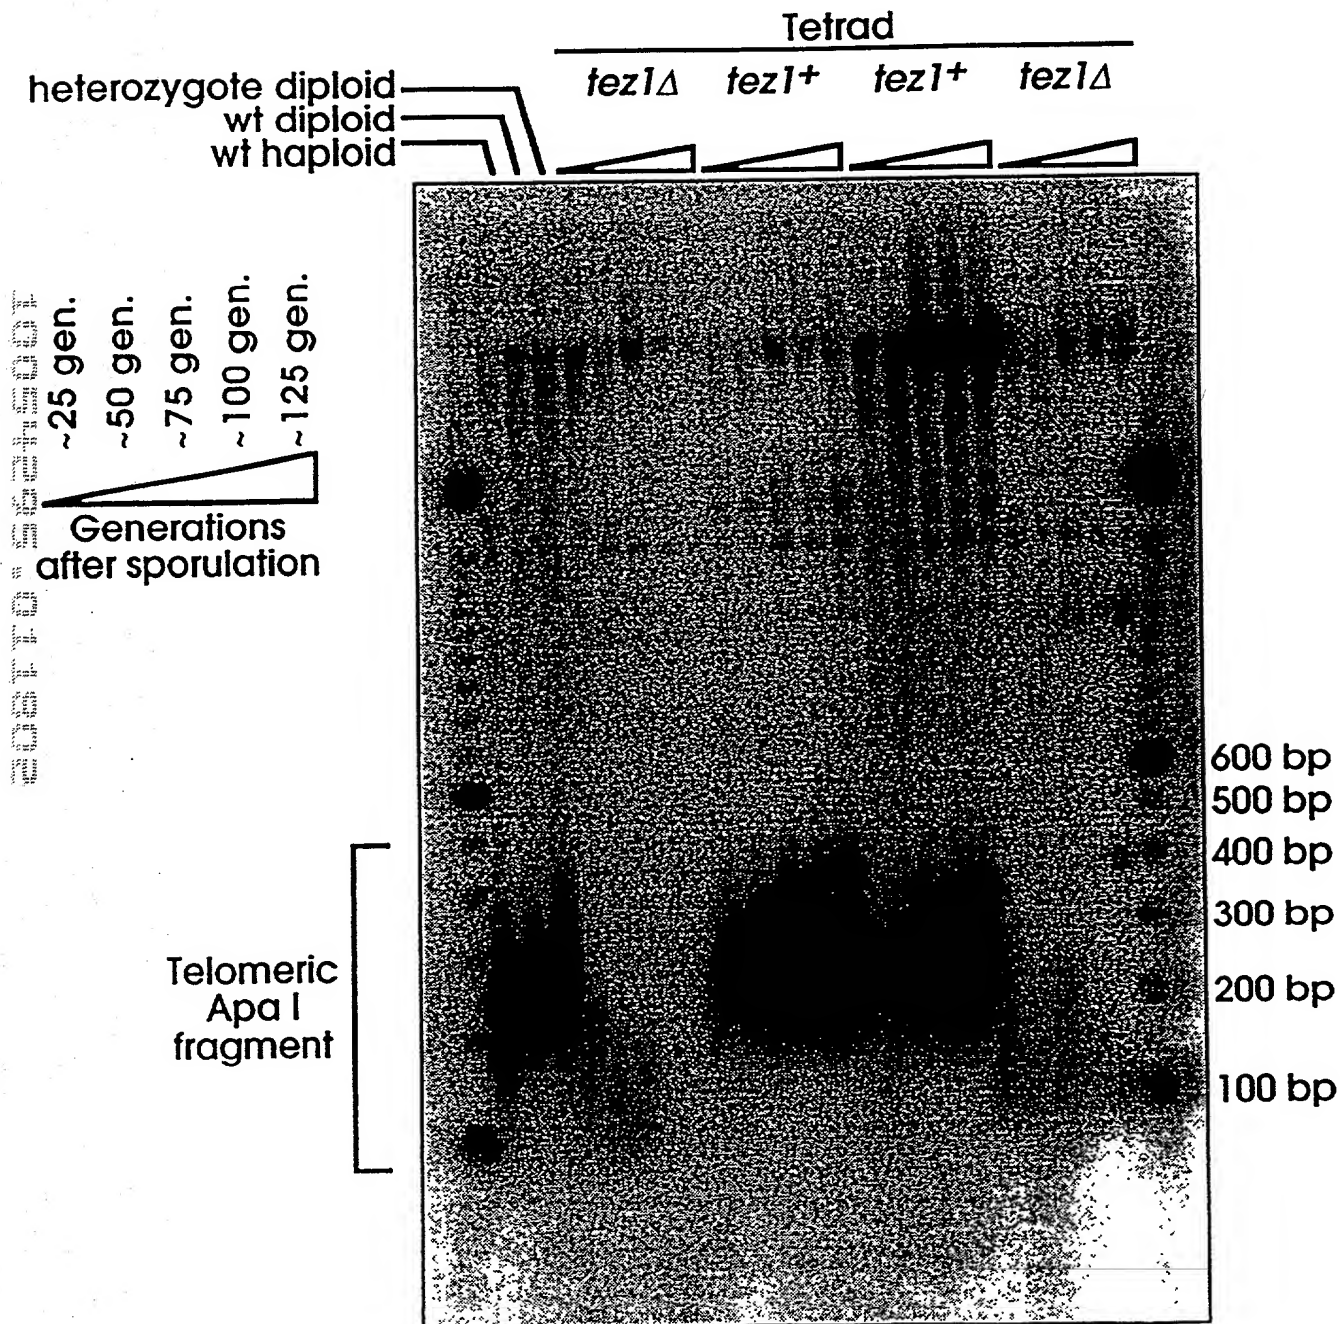 Tetrad
tez1Δ tez1+ tez1+ tez1Δ
heterozygote diploid
wt diploid
wt haploid
~25 gen.
~50 gen.
~75 gen.
~100 gen.
~125 gen.
Generations
after sporulation
600 bp
500 bp
400 bp
300 bp
200 bp
100 bp
Telomeric
Apa I
fragment